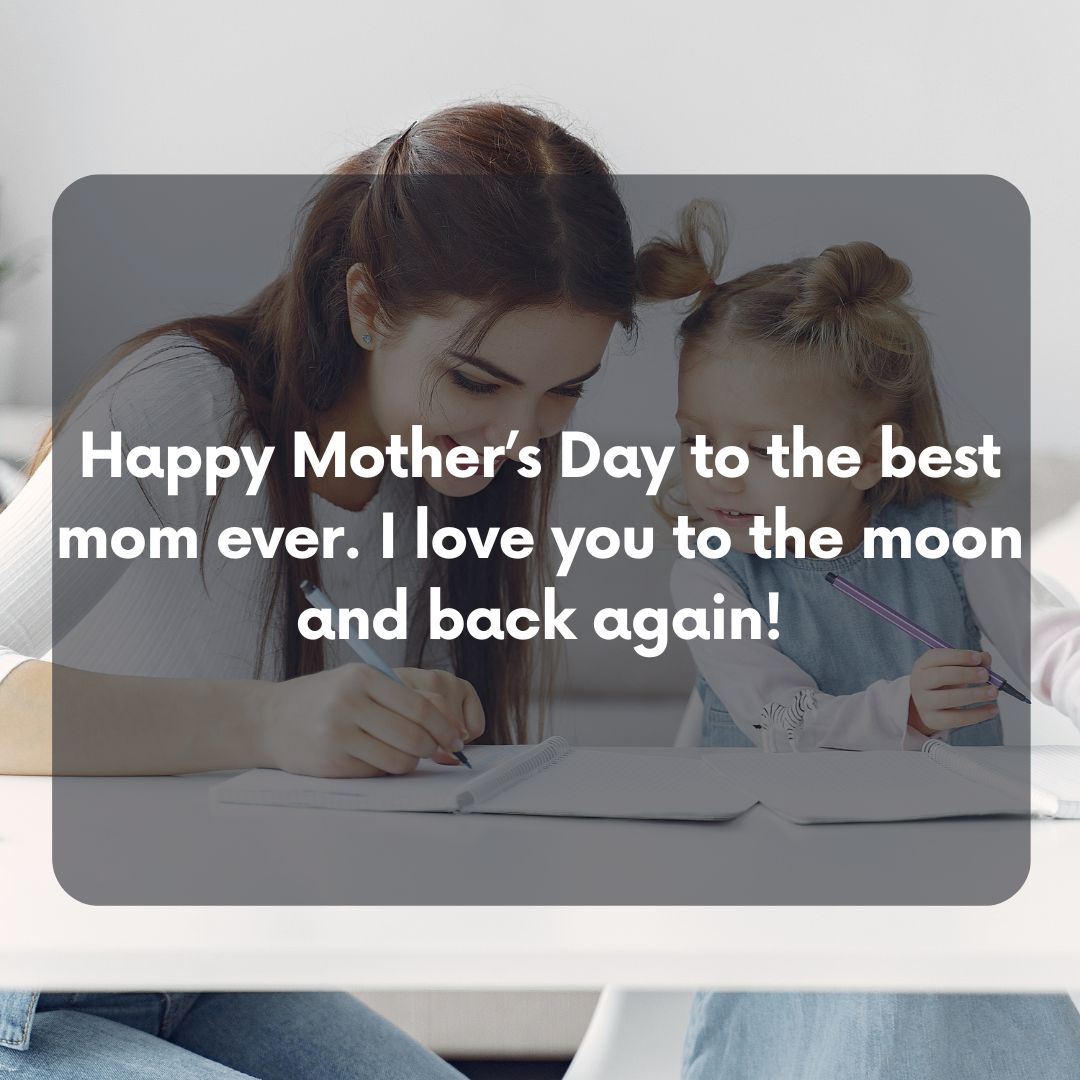 Happy Mother’s Day to the best
mom ever. I love you to the moon
and back again!